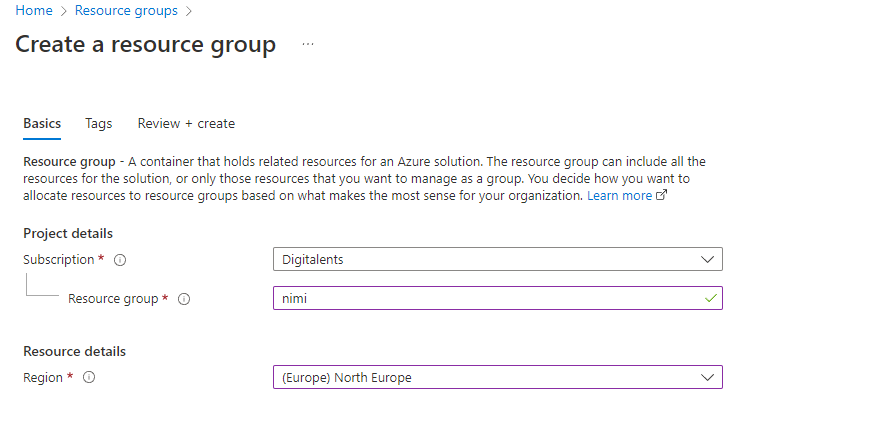 Home > Resource groups >
Create a resource group ...
Basics Tags Review + create
Resource group - A container that holds related resources for an Azure solution. The resource group can include all the
resources for the solution, or only those resources that you want to manage as a group. You decide how you want to
allocate resources to resource groups based on what makes the most sense for your organization. Learn more
Project details
Subscription * Digitalents
Resource group * nimi
Resource details
Region * (Europe) North Europe